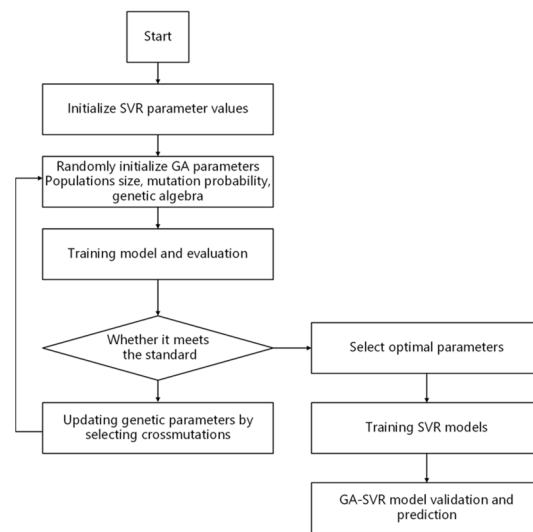 Start
Initialize SVR parameter values
Randomly initialize GA parameters
Populations size, mutation probability,
genetic algebra
Training model and evaluation
Whether it meets
the standard
Select optimal parameters
Updating genetic parameters by
selecting crossmutations
Training SVR models
GA-SVR model validation and
prediction